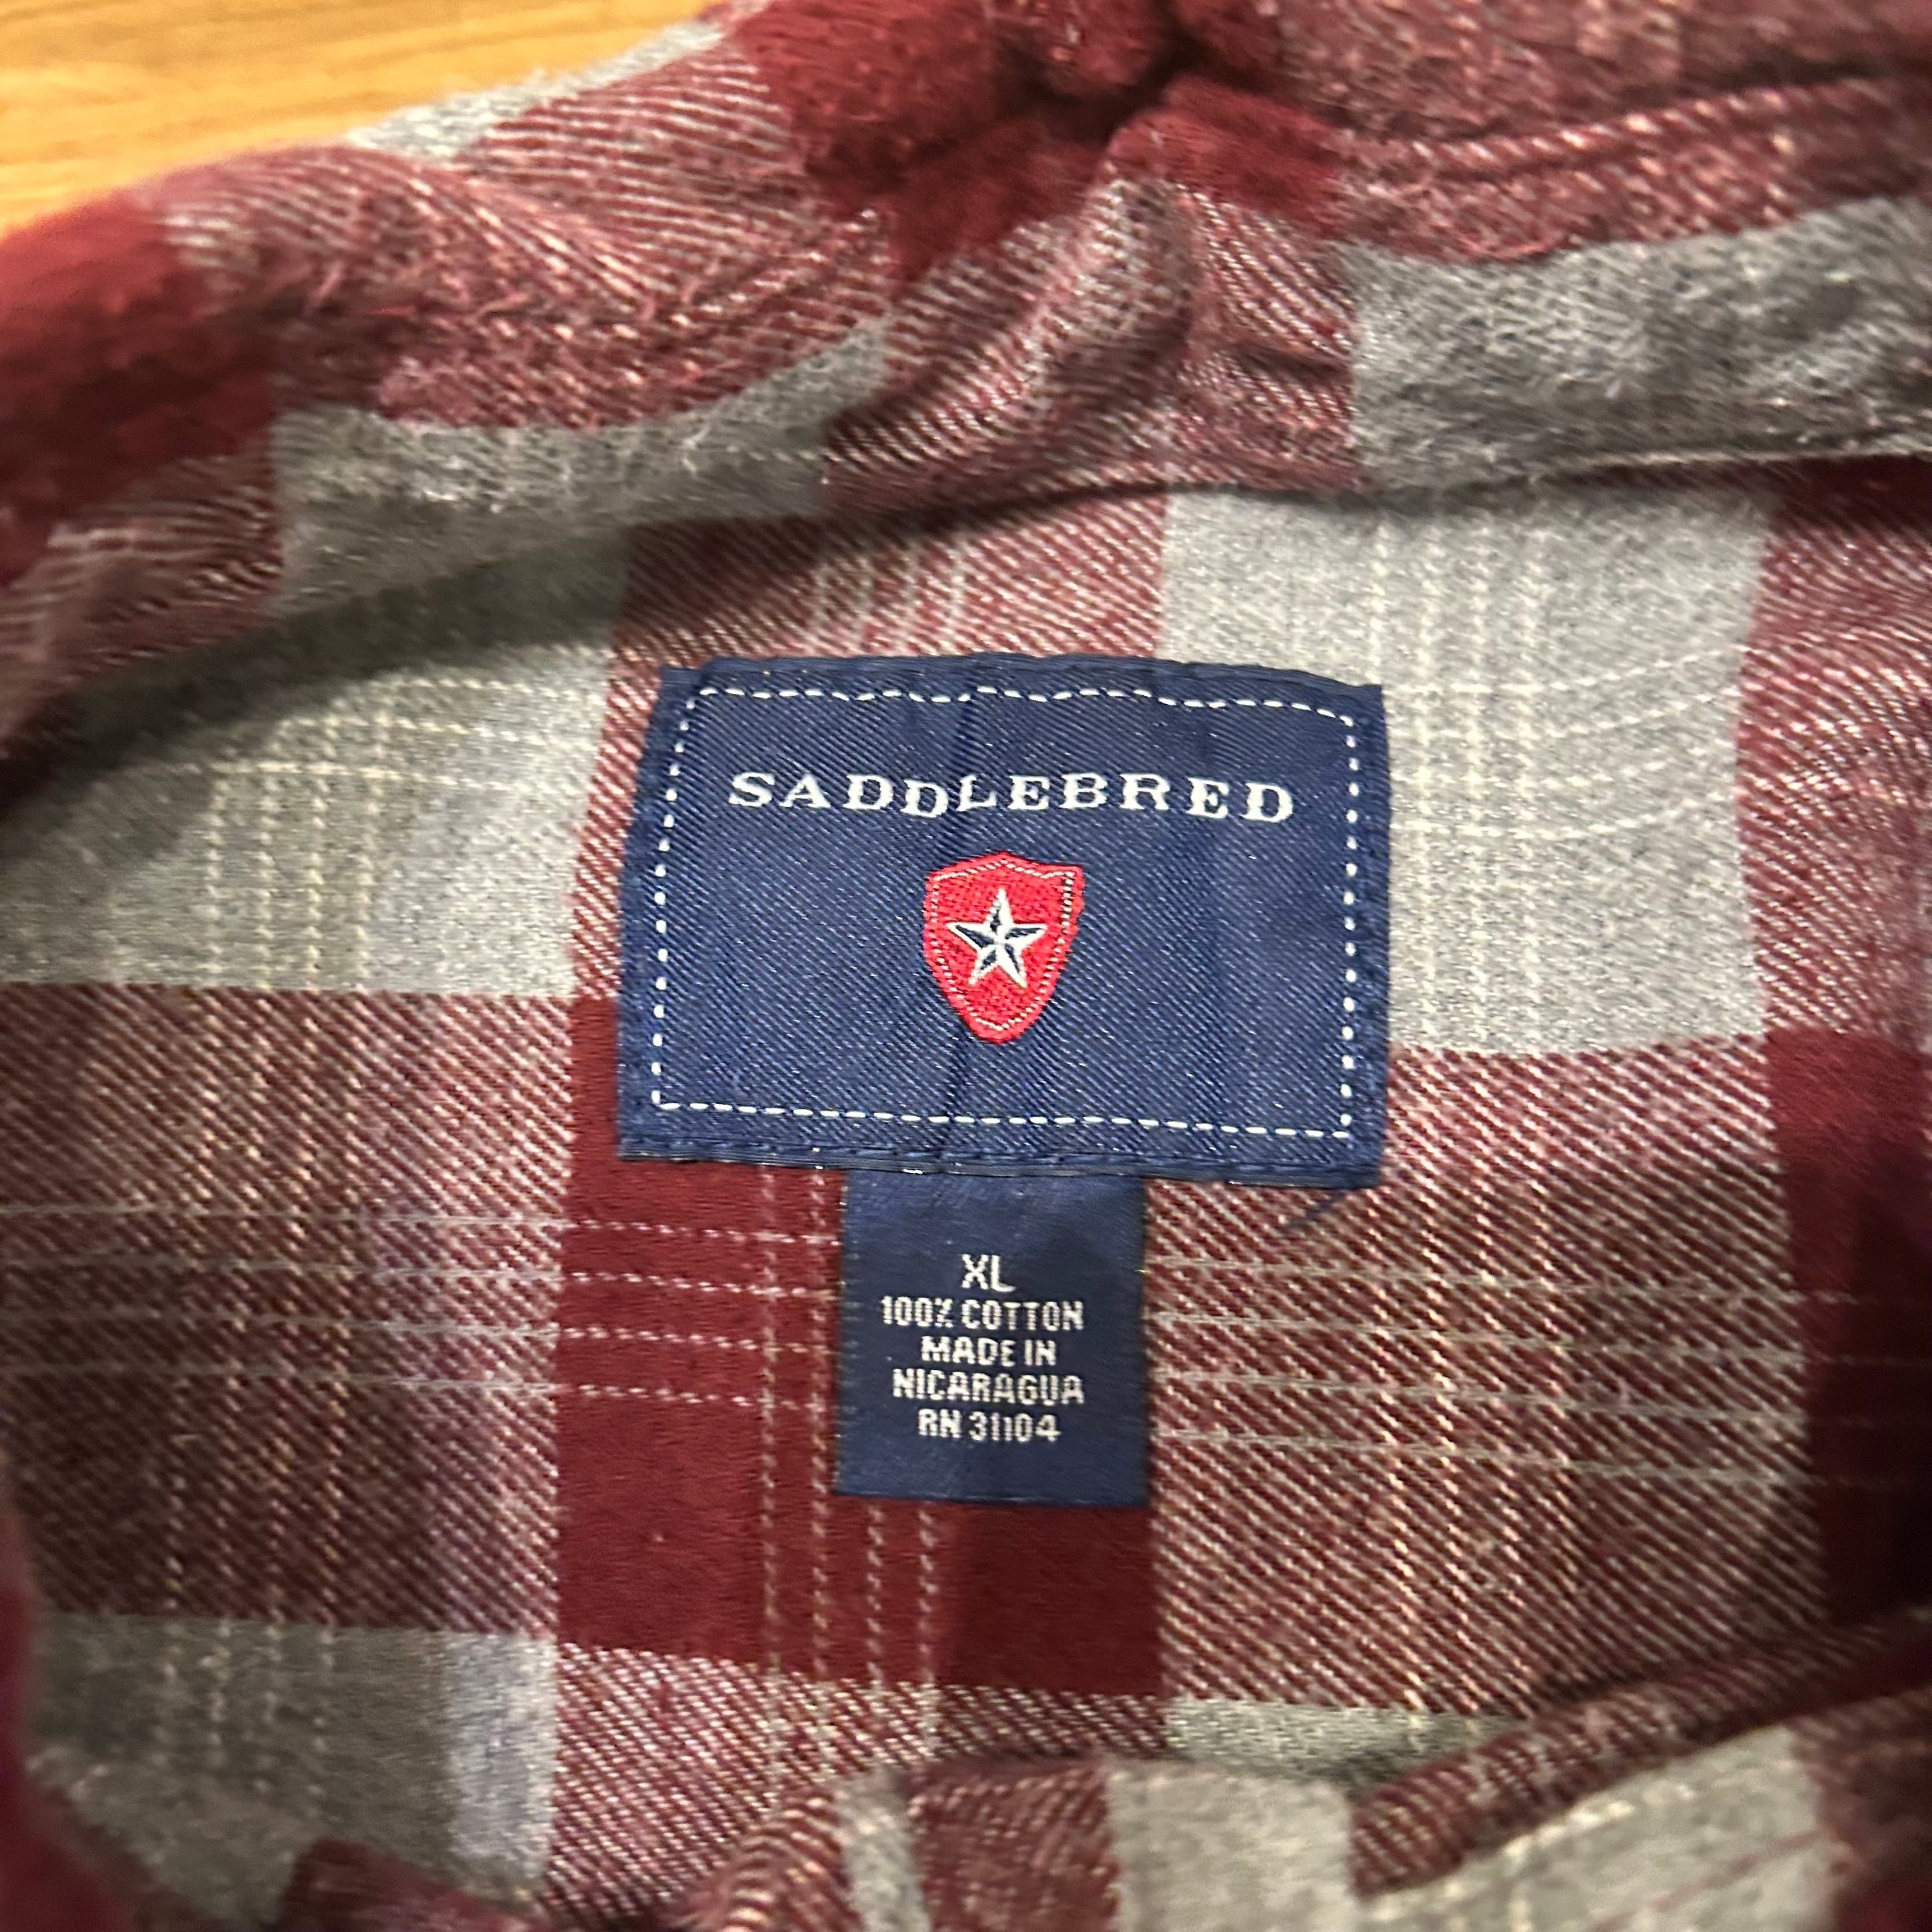 SADDLEBRED
XL
100% COTTON
MADE IN
NICARAGUA
RN 31104